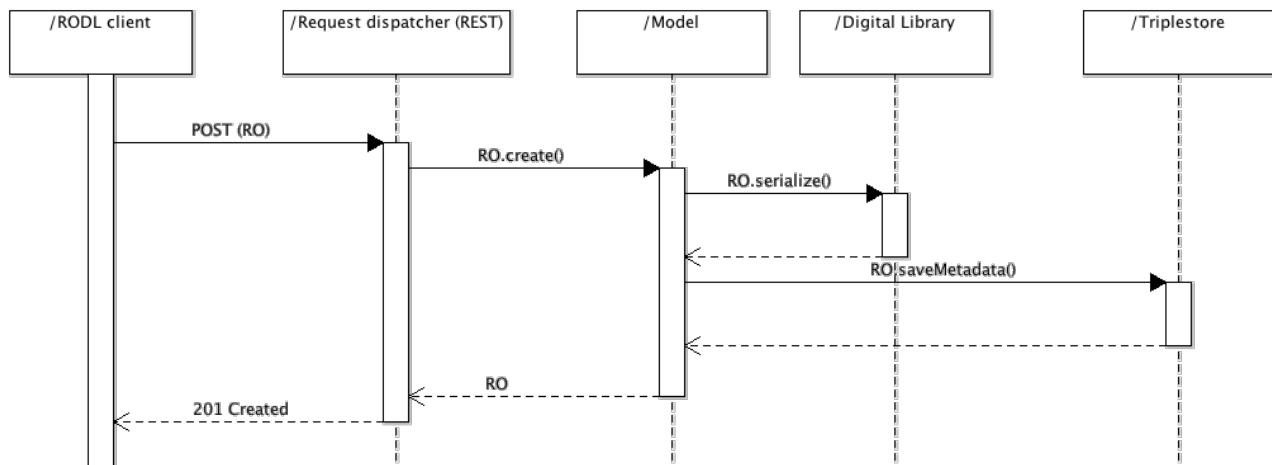 /RODL client
/Request dispatcher (REST)
/Model
/Digital Library
/Triplestore
POST (RO)
RO.create()
RO.serialize()
RO.saveMetadata()
RO
201 Created